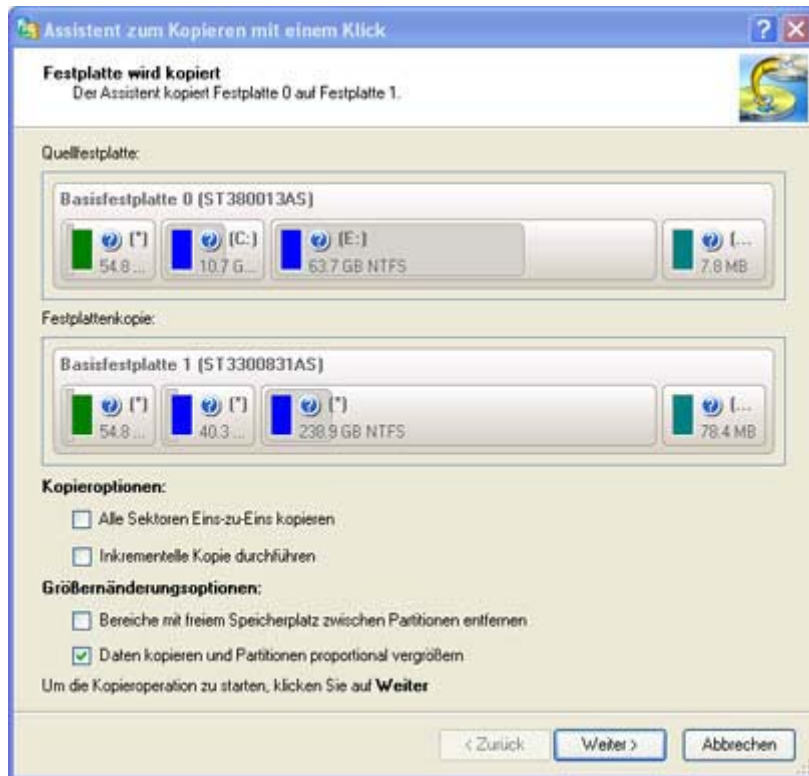 Assistent zum Kopieren mit einem Klick
Festplatte wird kopiert
Der Assistent kopiert Festplatte 0 auf Festplatte 1.
Quellfestplatte:
Basisfestplatte 0 (ST380013AS)
(*)
54.8 ...
(C:)
10.7 G...
(E:)
63.7 GB NTFS
(...
7.8 MB
Festplattenkopie:
Basisfestplatte 1 (ST3300831AS)
(*)
54.8 ...
(*)
40.3 ...
(*)
238.9 GB NTFS
(...
78.4 MB
Kopieroptionen:
Alle Sektoren Eins-zu-Eins kopieren
Inkrementelle Kopie durchführen
Größernänderungsoptionen:
Bereiche mit freiem Speicherplatz zwischen Partitionen entfernen
Daten kopieren und Partitionen proportional vergrößern
Um die Kopieroperation zu starten, klicken Sie auf Weiter
< Zurück Weiter > Abbrechen